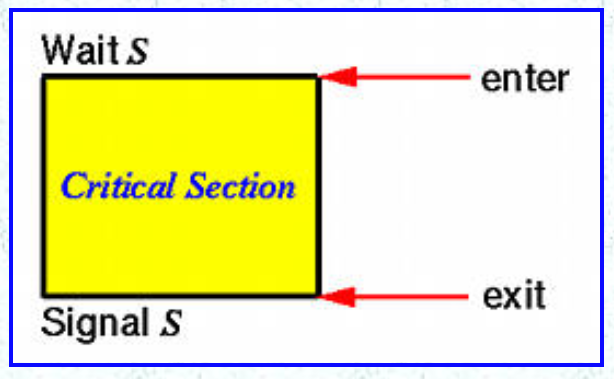 Wait S
enter
Critical Section
exit
Signal S